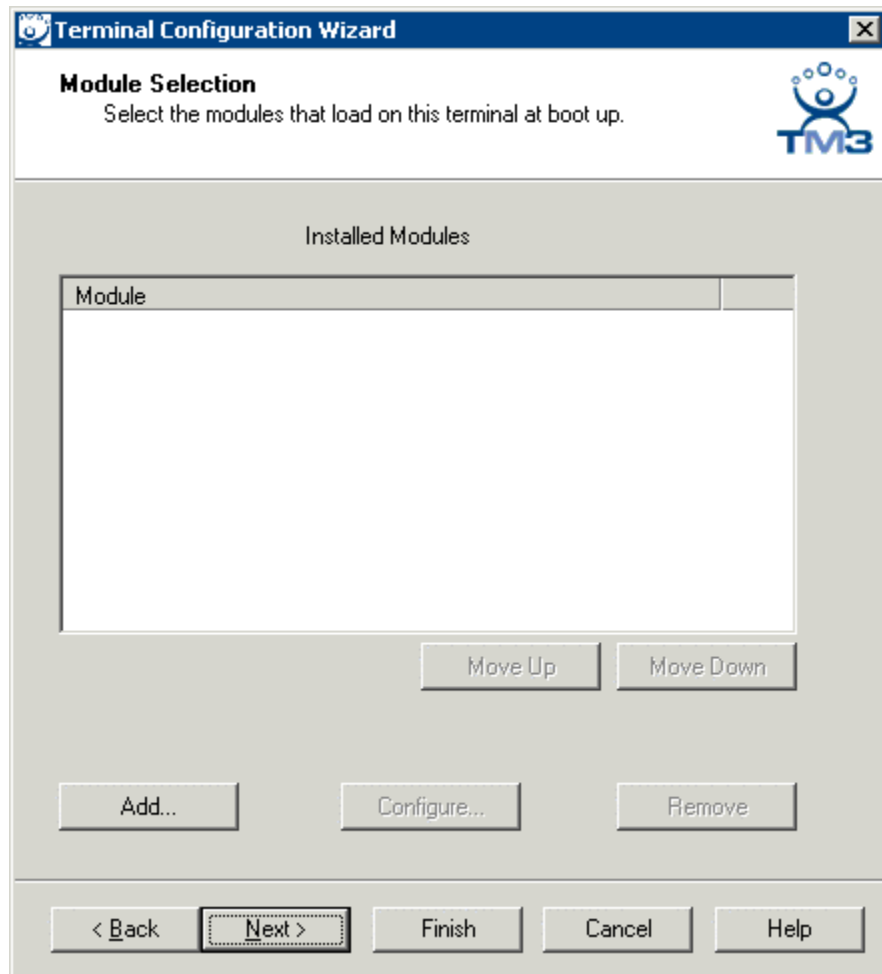 Terminal Configuration Wizard
Module Selection
Select the modules that load on this terminal at boot up.
TM3
Installed Modules
Module
Move Up
Move Down
Add...
Configure...
Remove
< Back
Next >
Finish
Cancel
Help